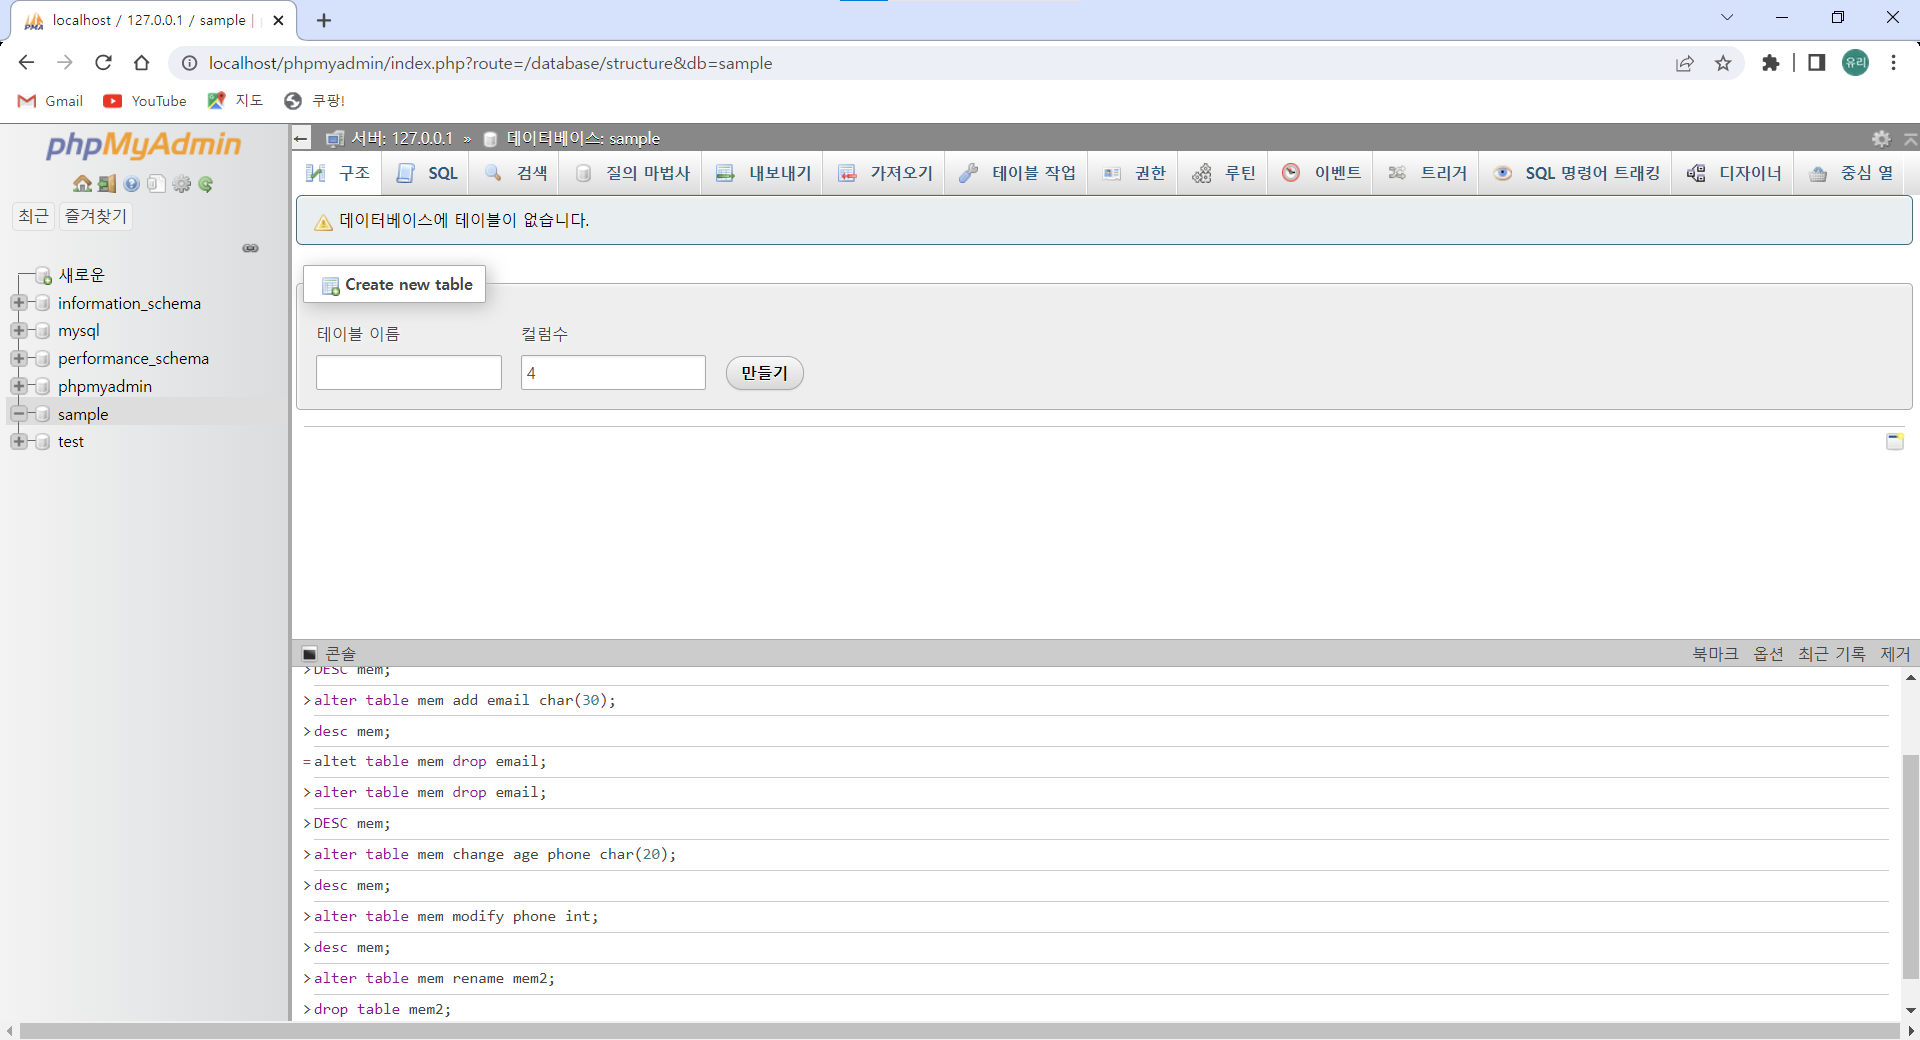 localhost / 127.0.0.1 / sample |
localhost/phpmyadmin/index.php?route=/database/structure&db=sample
유리
Gmail YouTube 지도 쿠팡!
phpMyAdmin
최근 즐겨찾기
새로운
information_schema
mysql
performance_schema
phpmyadmin
sample
test
서버: 127.0.0.1 » 데이터베이스: sample
구조 SQL 검색 질의 마법사 내보내기 가져오기 테이블 작업 권한 루틴 이벤트 트리거 SQL 명령어 트래킹 디자이너 중심 열
데이터베이스에 테이블이 없습니다.
Create new table
테이블 이름 컬럼수
4 만들기
콘솔 북마크 옵션 최근 기록 제거
>DESC mem;
>alter table mem add email char(30);
>desc mem;
=altet table mem drop email;
>alter table mem drop email;
>DESC mem;
>alter table mem change age phone char(20);
>desc mem;
>alter table mem modify phone int;
>desc mem;
>alter table mem rename mem2;
>drop table mem2;